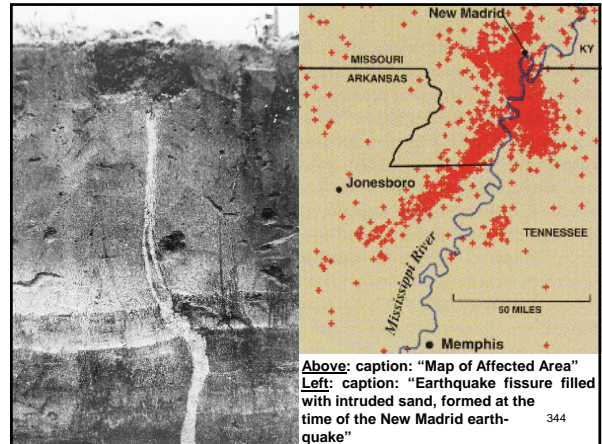 New Madrid
MISSOURI
KY
ARKANSAS
Jonesboro
TENNESSEE
Mississippi River
50 MILES
Memphis
Above: caption: “Map of Affected Area”
Left: caption: “Earthquake fissure filled
with intruded sand, formed at the
time of the New Madrid earth-
quake”
344